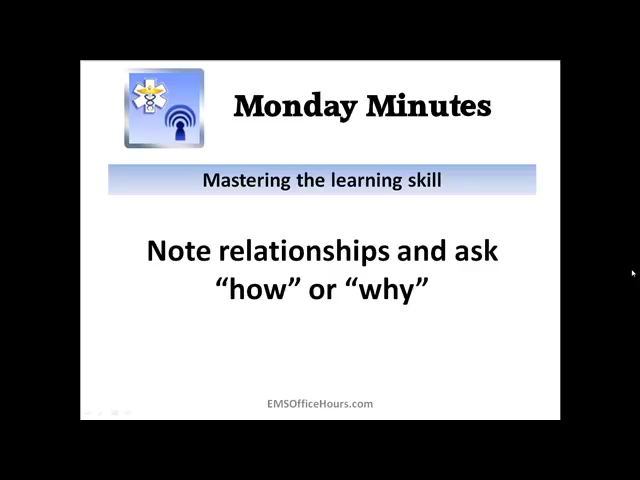 Monday Minutes
Mastering the learning skill
Note relationships and ask
“how” or “why”
EMSOfficeHours.com